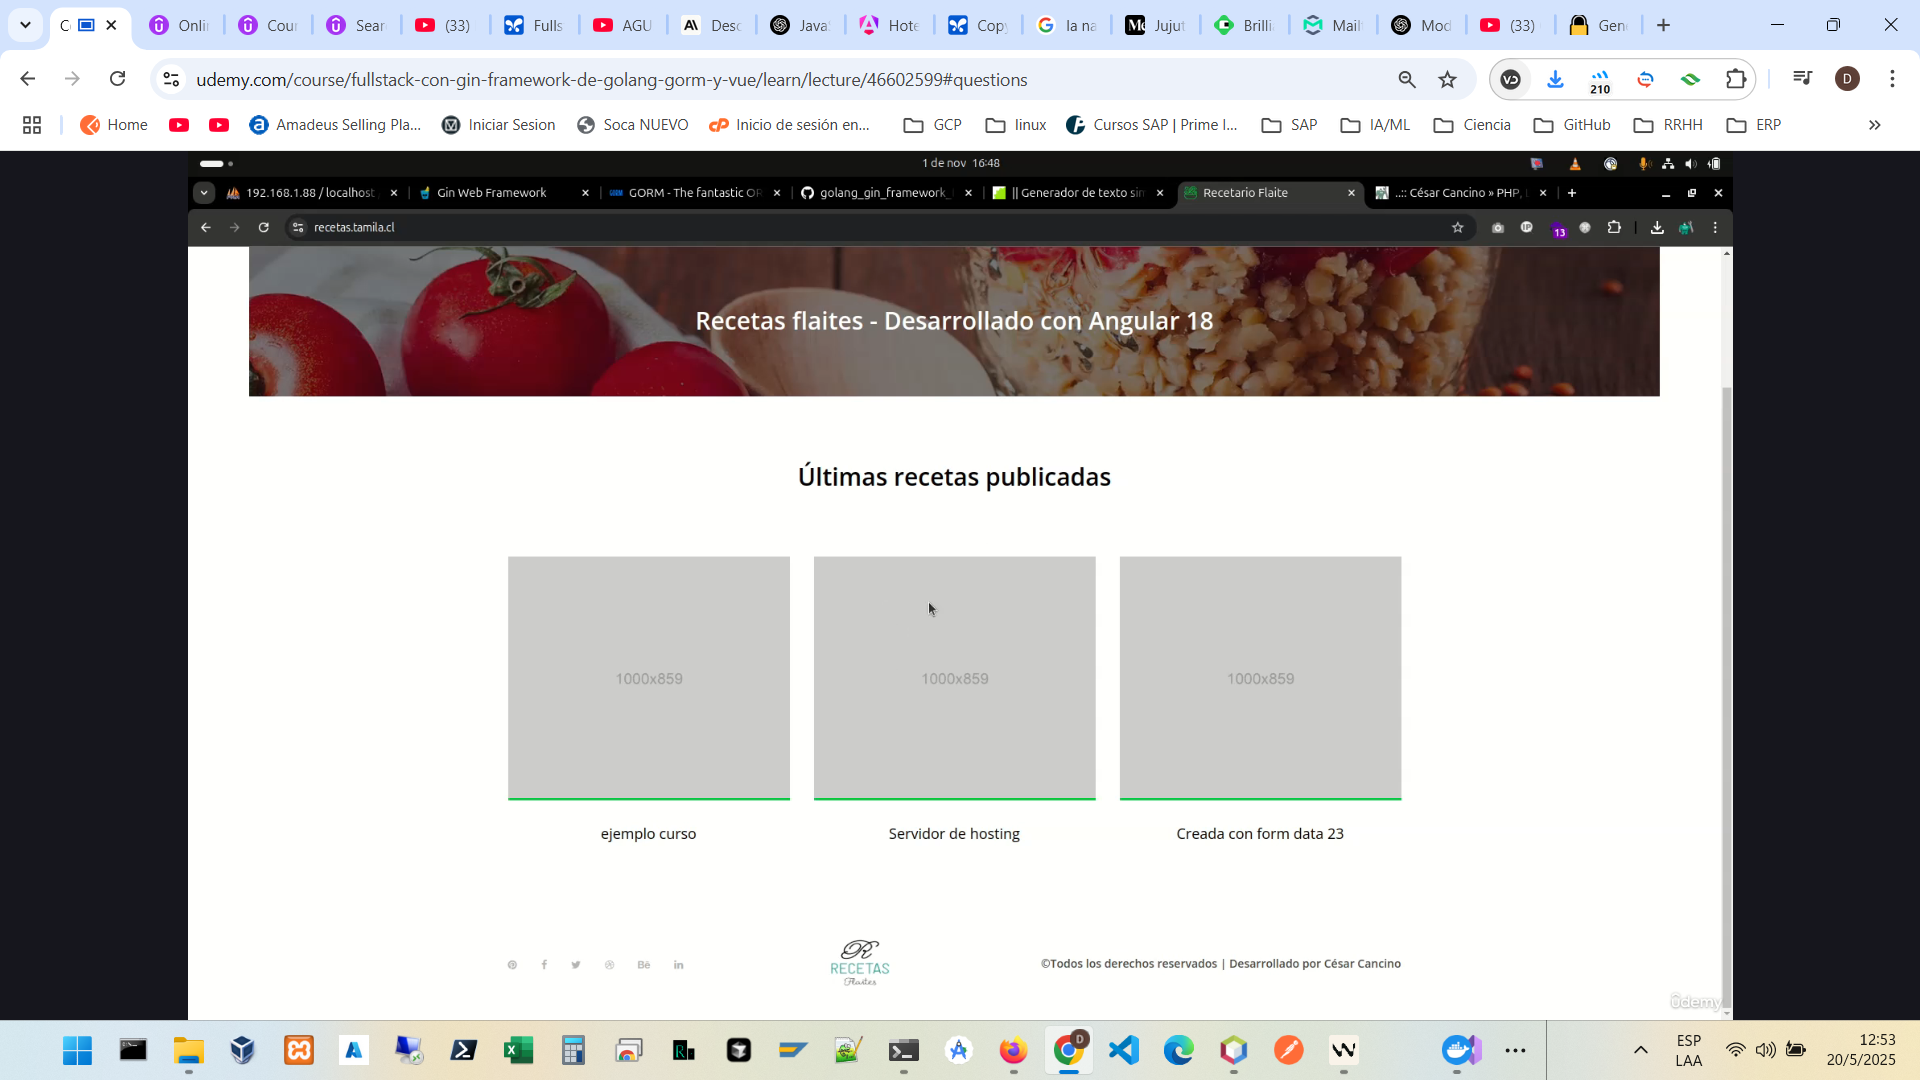 Onlin
Cour
Sear
(33)
Fulls
AGU
Desc
Java
Hote
Copy
la na
Jujut
Brilli
Mail
Mod
(33)
Gen
udemy.com/course/fullstack-con-gin-framework-de-golang-gorm-y-vue/learn/lecture/46602599#questions
210
D
Home
Amadeus Selling Pla...
Iniciar Sesion
Soca NUEVO
Inicio de sesión en...
GCP
linux
Cursos SAP | Prime I...
SAP
IA/ML
Ciencia
GitHub
RRHH
ERP
1 de nov 16:48
192.168.1.88 / localhost
Gin Web Framework
GORM - The fantastic OR
golang_gin_framework_
|| Generador de texto sim
Recetario Flaite
..:: César Cancino » PHP,
recetas.tamila.cl
13
Recetas flaites - Desarrollado con Angular 18
Últimas recetas publicadas
1000x859
1000x859
1000x859
ejemplo curso
Servidor de hosting
Creada con form data 23
RECETAS
Flaites
©Todos los derechos reservados | Desarrollado por César Cancino
ûdemy
ESP
LAA
12:53
20/5/2025